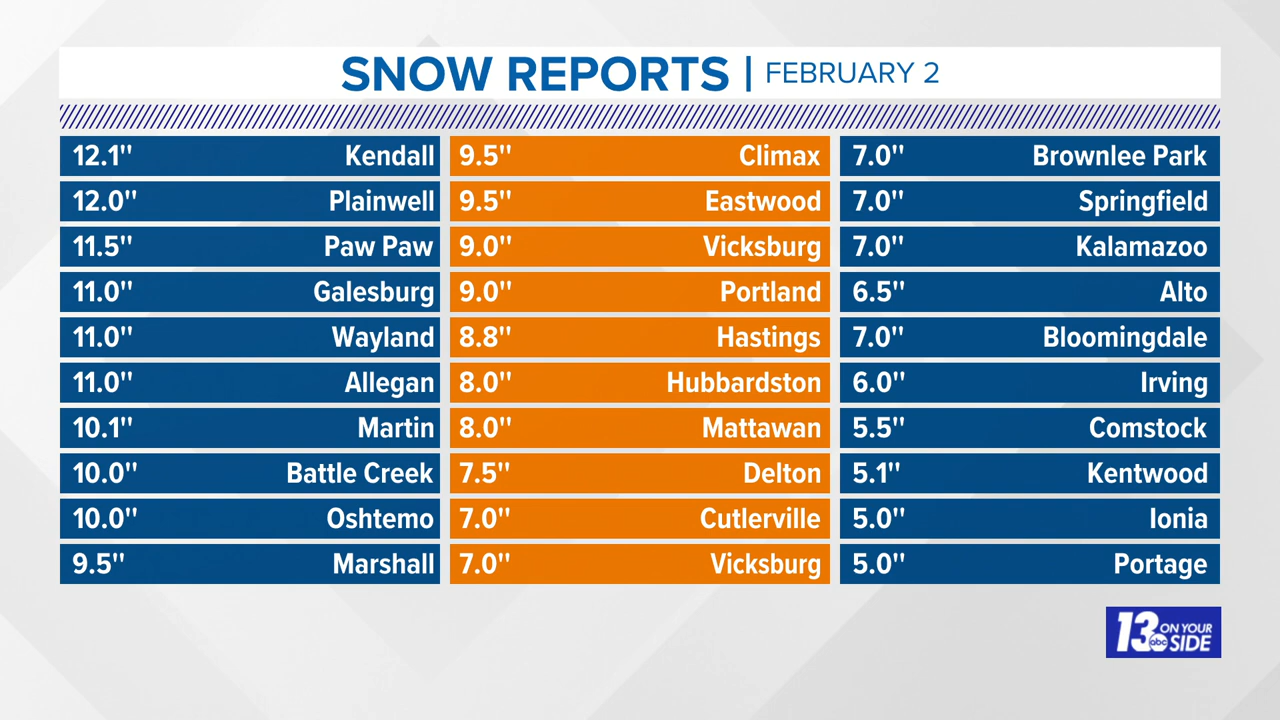 SNOW REPORTS | FEBRUARY 2
12.1" Kendall
12.0" Plainwell
11.5" Paw Paw
11.0" Galesburg
11.0" Wayland
11.0" Allegan
10.1" Martin
10.0" Battle Creek
10.0" Oshtemo
9.5" Marshall
9.5" Climax
9.5" Eastwood
9.0" Vicksburg
9.0" Portland
8.8" Hastings
8.0" Hubbardston
8.0" Mattawan
7.5" Delton
7.0" Cutlerville
7.0" Vicksburg
7.0" Brownlee Park
7.0" Springfield
7.0" Kalamazoo
6.5" Alto
7.0" Bloomingdale
6.0" Irving
5.5" Comstock
5.1" Kentwood
5.0" Ionia
5.0" Portage
13 abc ON YOUR
SIDE